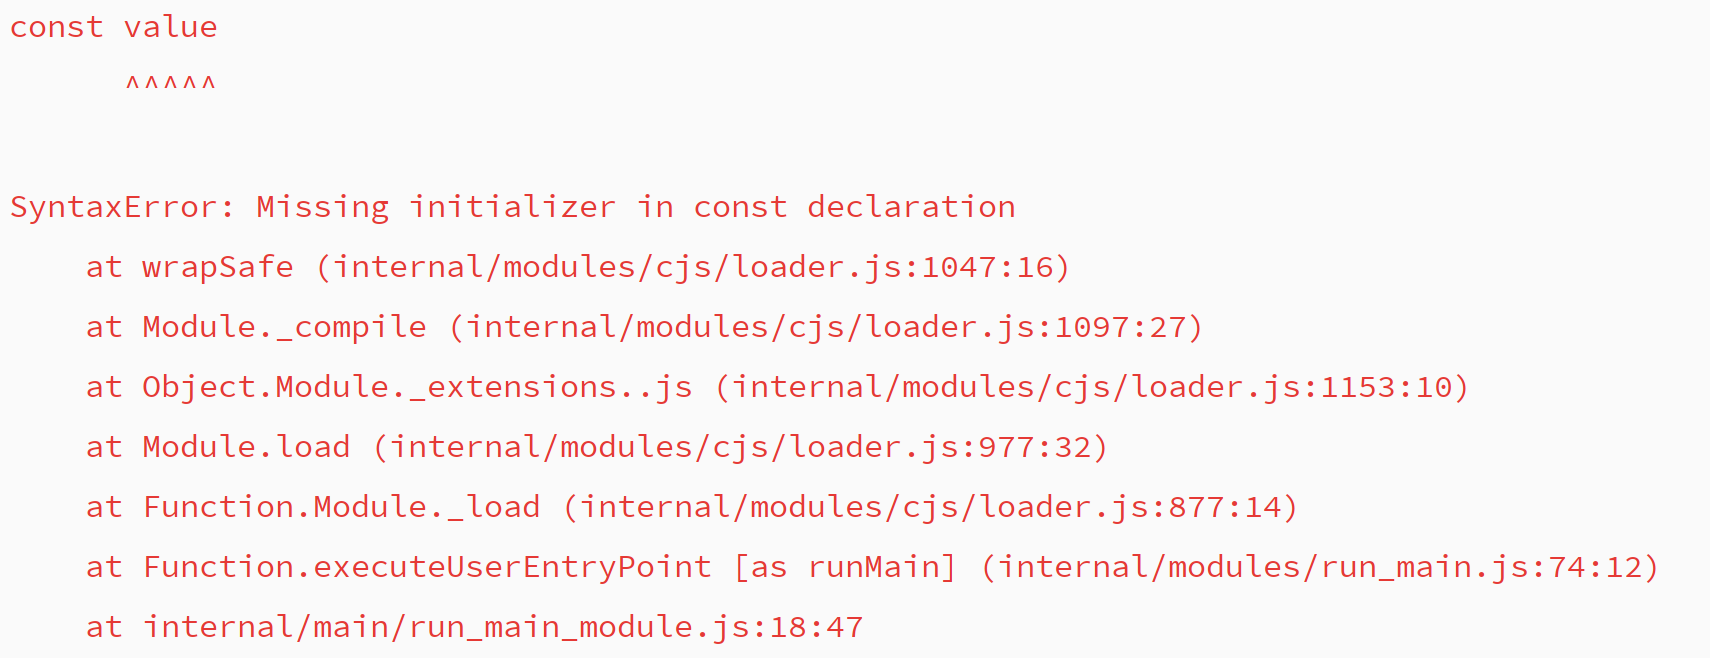 const value
      ^^^^^
SyntaxError: Missing initializer in const declaration
    at wrapSafe (internal/modules/cjs/loader.js:1047:16)
    at Module._compile (internal/modules/cjs/loader.js:1097:27)
    at Object.Module._extensions..js (internal/modules/cjs/loader.js:1153:10)
    at Module.load (internal/modules/cjs/loader.js:977:32)
    at Function.Module._load (internal/modules/cjs/loader.js:877:14)
    at Function.executeUserEntryPoint [as runMain] (internal/modules/run_main.js:74:12)
    at internal/main/run_main_module.js:18:47